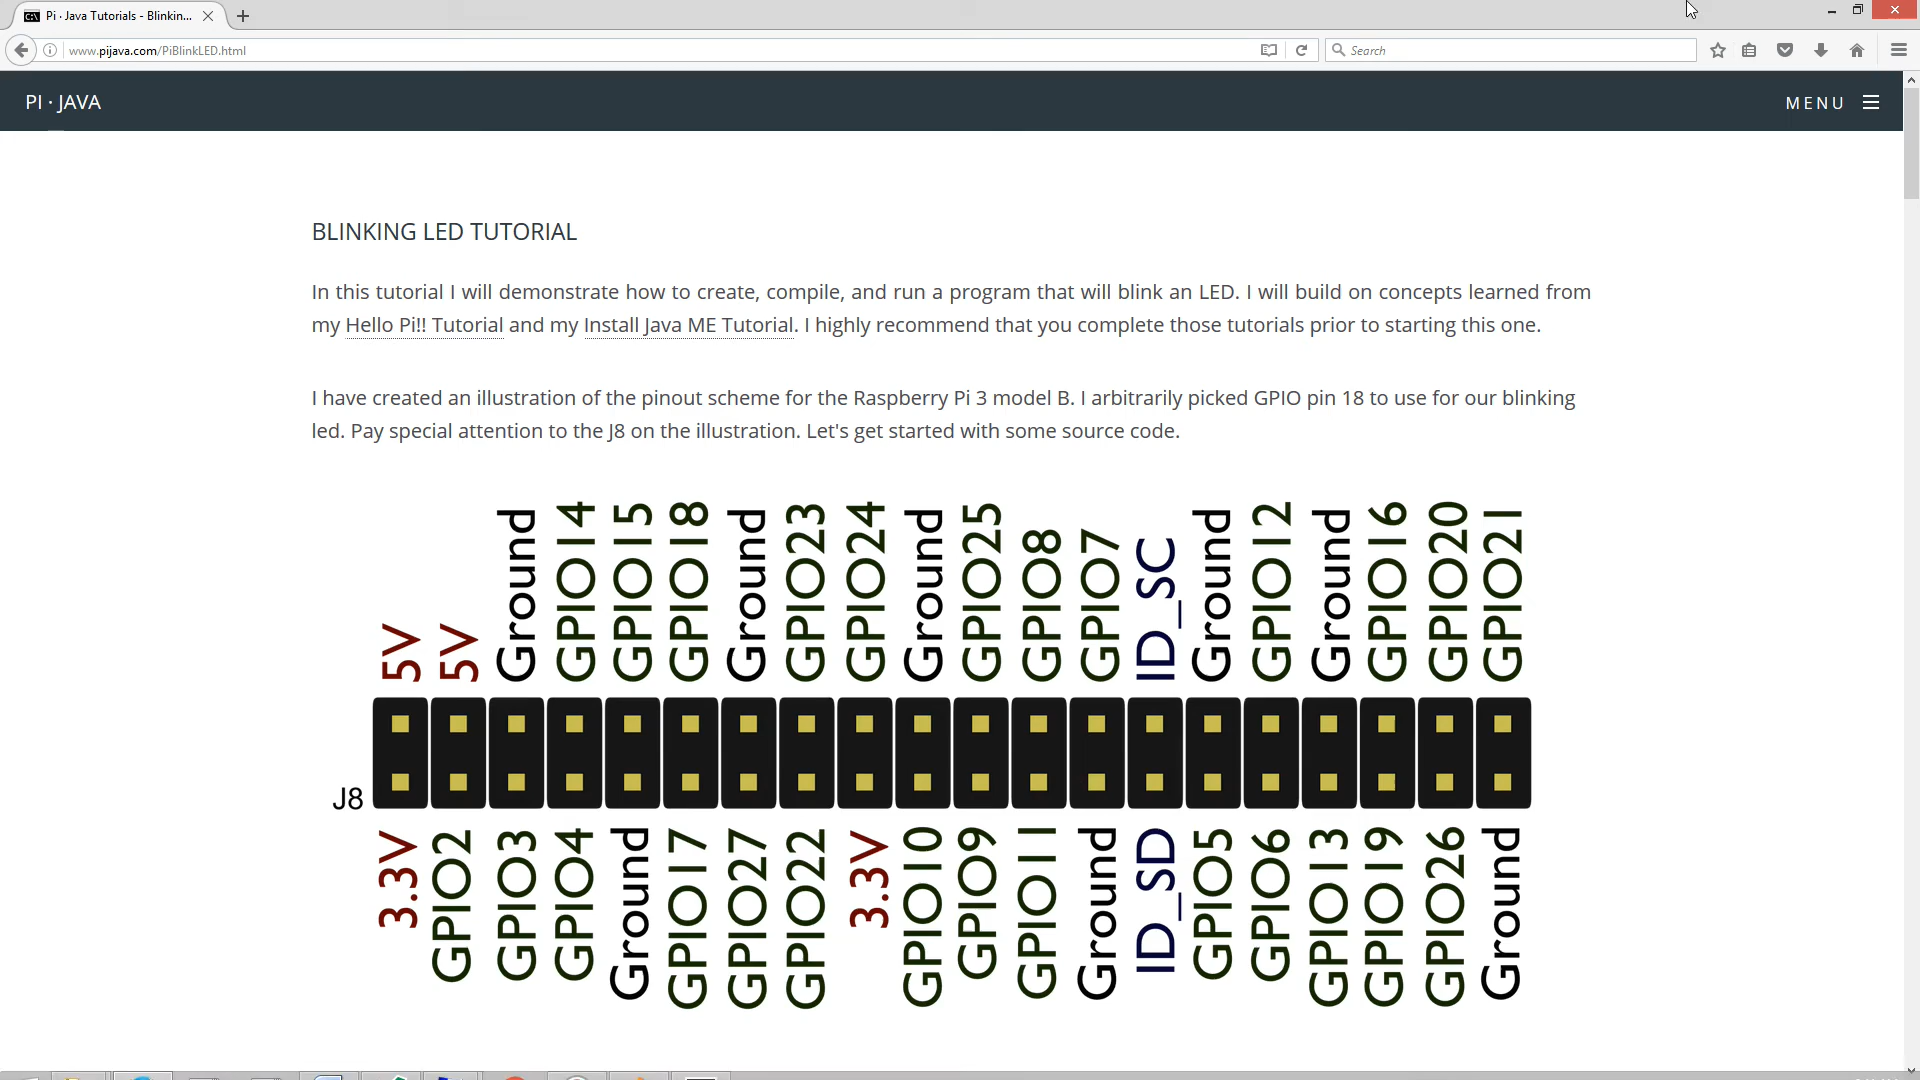 Pi · Java Tutorials - Blinkin...
www.pijava.com/PiBlinkLED.html
Search
PI · JAVA
MENU
BLINKING LED TUTORIAL
In this tutorial I will demonstrate how to create, compile, and run a program that will blink an LED. I will build on concepts learned from
my Hello Pi!! Tutorial and my Install Java ME Tutorial. I highly recommend that you complete those tutorials prior to starting this one.
I have created an illustration of the pinout scheme for the Raspberry Pi 3 model B. I arbitrarily picked GPIO pin 18 to use for our blinking
led. Pay special attention to the J8 on the illustration. Let's get started with some source code.
5V
5V
Ground
GPIO14
GPIO15
GPIO18
Ground
GPIO23
GPIO24
Ground
GPIO25
GPIO8
GPIO7
ID_SC
Ground
GPIO12
Ground
GPIO16
GPIO20
GPIO21
J8
3.3V
GPIO2
GPIO3
GPIO4
Ground
GPIO17
GPIO27
GPIO22
3.3V
GPIO10
GPIO9
GPIO11
Ground
ID_SD
GPIO5
GPIO6
GPIO13
GPIO19
GPIO26
Ground